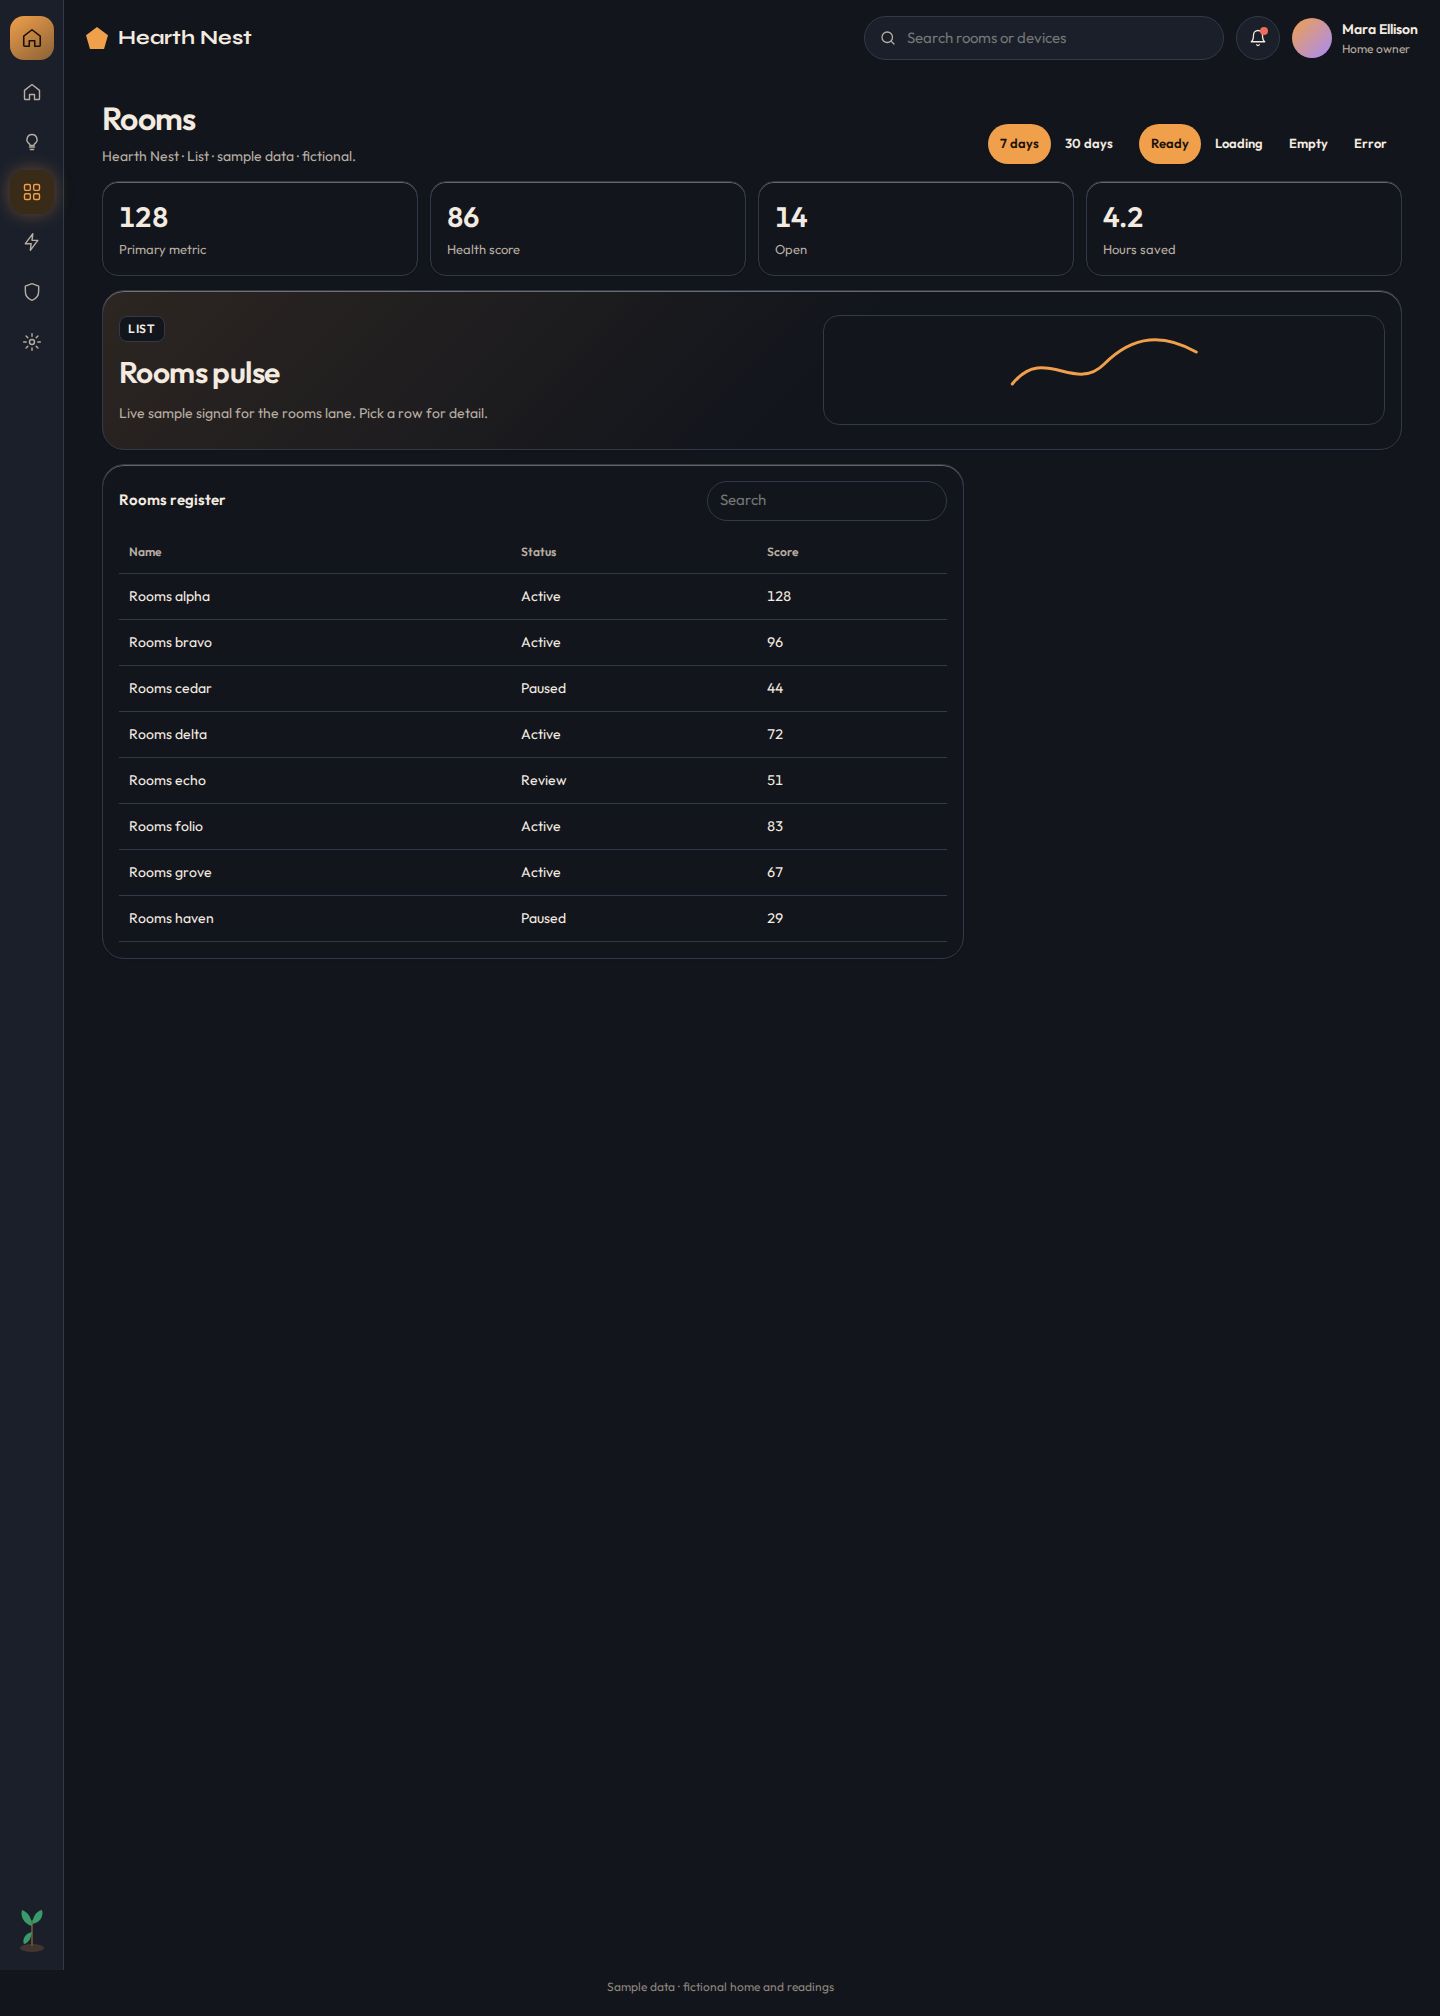 Hearth Nest
Search rooms or devices
Mara Ellison
Home owner
Rooms
Hearth Nest · List · sample data · fictional.
7 days 30 days Ready Loading Empty Error
128
Primary metric
86
Health score
14
Open
4.2
Hours saved
LIST
Rooms pulse
Live sample signal for the rooms lane. Pick a row for detail.
Rooms register
Search
Name Status Score
Rooms alpha Active 128
Rooms bravo Active 96
Rooms cedar Paused 44
Rooms delta Active 72
Rooms echo Review 51
Rooms folio Active 83
Rooms grove Active 67
Rooms haven Paused 29
Sample data · fictional home and readings